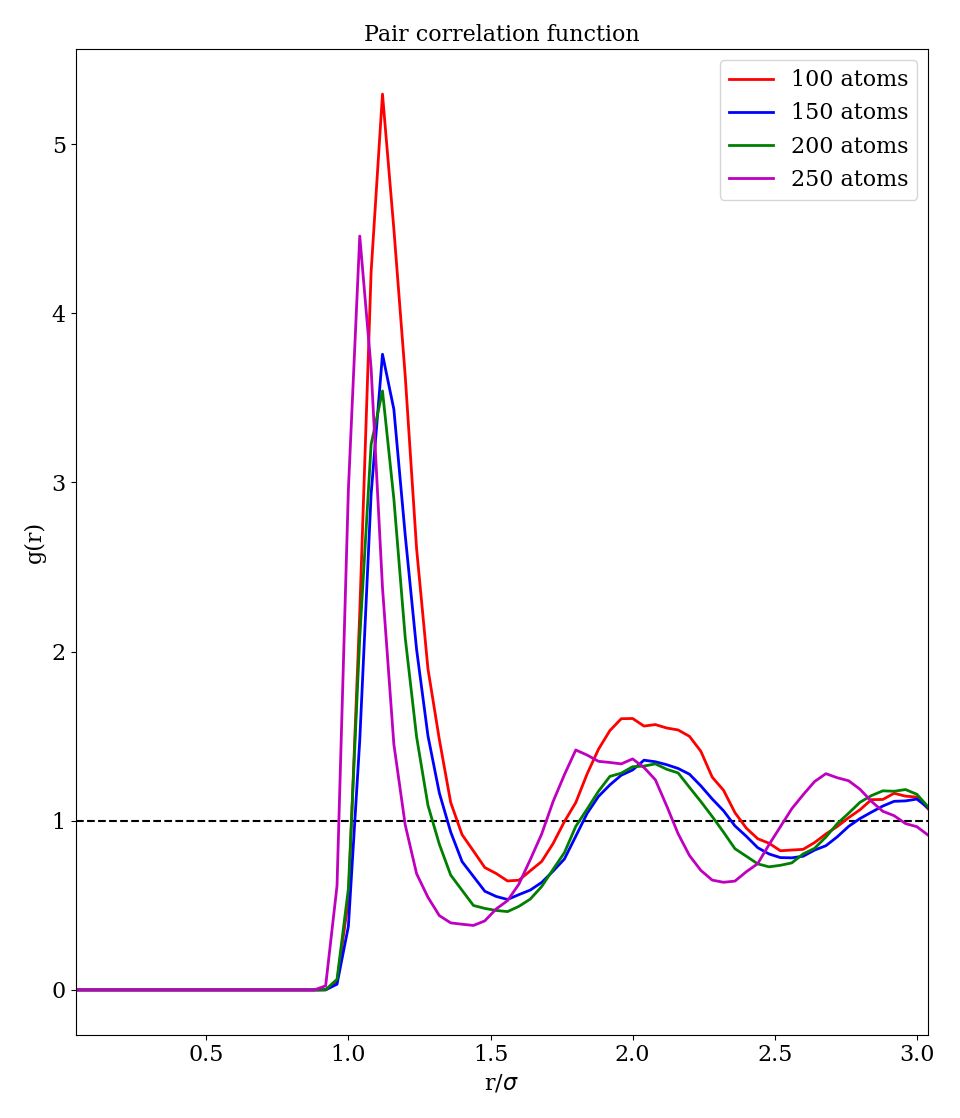 Pair correlation function
100 atoms
150 atoms
200 atoms
250 atoms
5
4
3
2
1
0
g(r)
0.5 1.0 1.5 2.0 2.5 3.0
r/σ